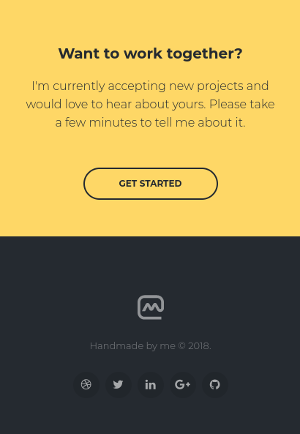 Want to work together?
I'm currently accepting new projects and
would love to hear about yours. Please take
a few minutes to tell me about it.
GET STARTED
Handmade by me © 2018.